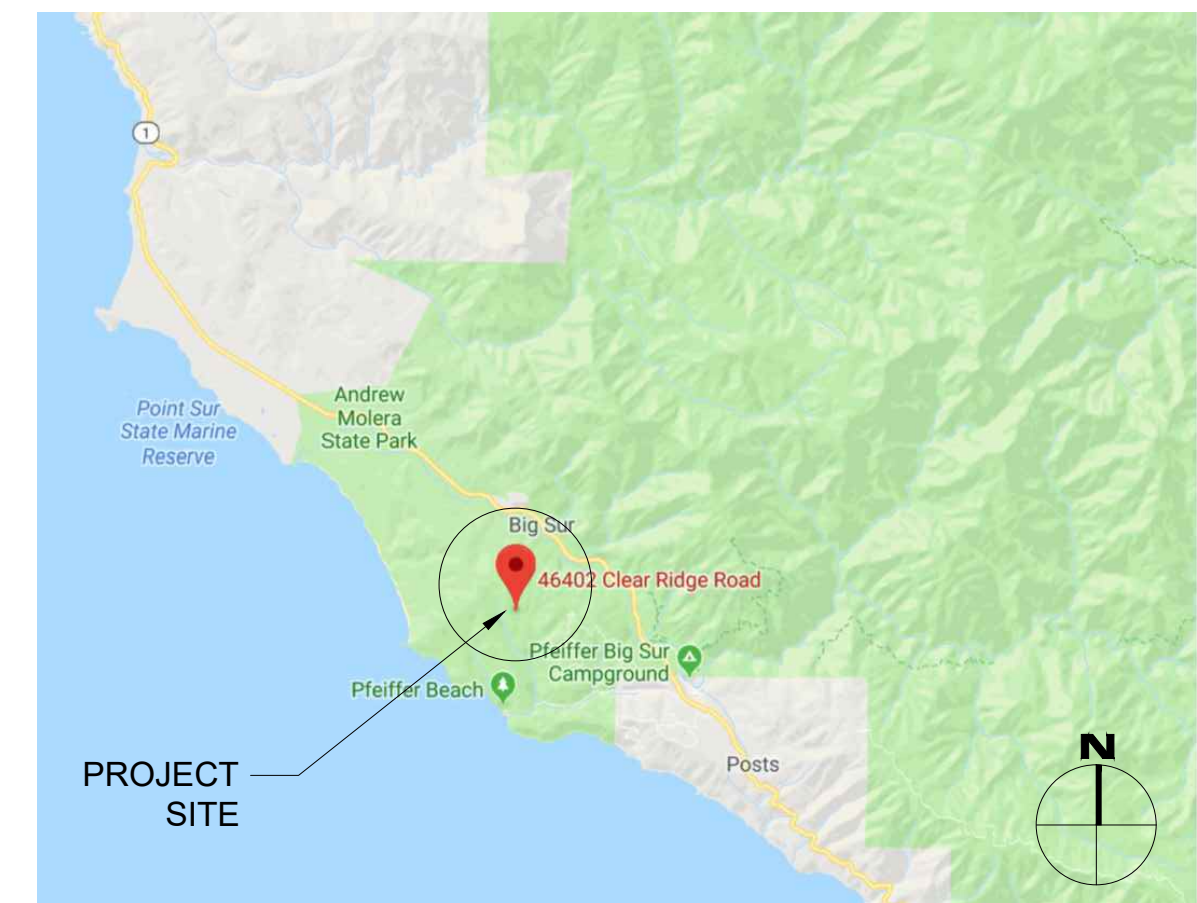 1
Andrew
Molera
State Park
Point Sur
State Marine
Reserve
Big Sur
46402 Clear Ridge Road
Pfeiffer Big Sur
Campground
Pfeiffer Beach
PROJECT
SITE
Posts
N